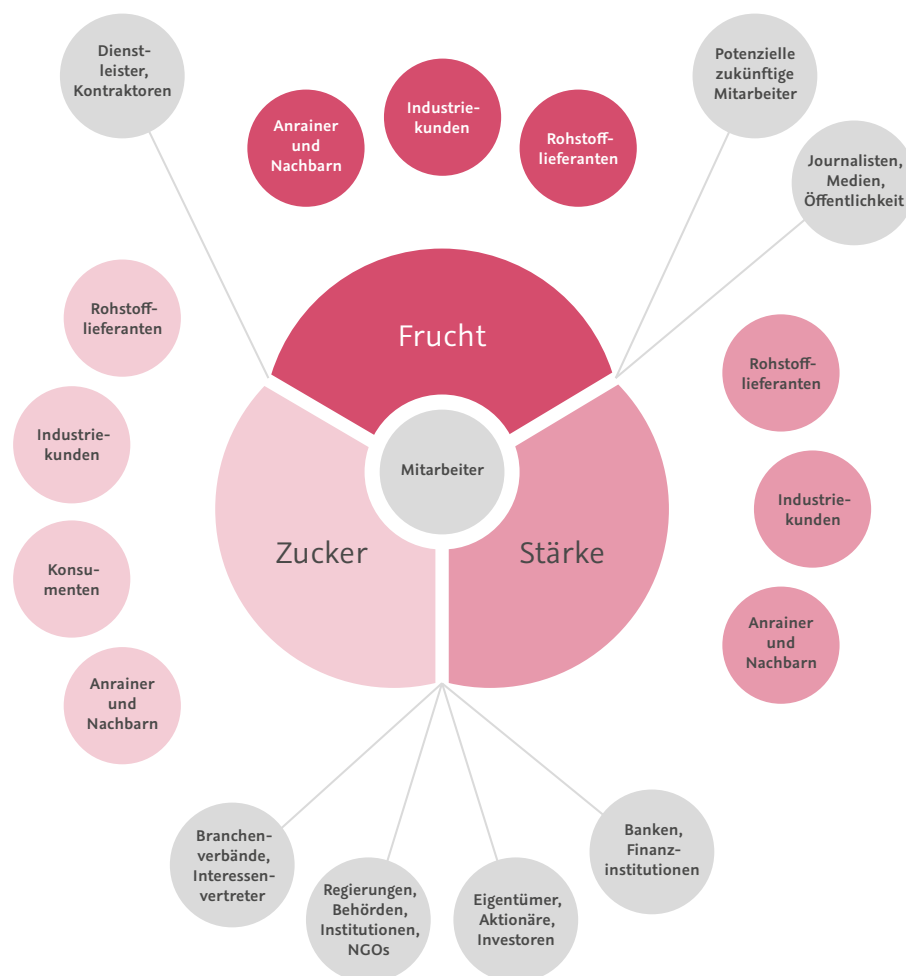 Dienst-
leister,
Kontraktoren
Potenzielle
zukünftige
Mitarbeiter
Industrie-
kunden
Anrainer
und
Nachbarn
Rohstoff-
lieferanten
Journalisten,
Medien,
Öffentlichkeit
Rohstoff-
lieferanten
Frucht
Rohstoff-
lieferanten
Industrie-
kunden
Mitarbeiter
Industrie-
kunden
Zucker
Stärke
Konsu-
menten
Anrainer
und
Nachbarn
Anrainer
und
Nachbarn
Branchen-
verbände,
Interessen-
vertreter
Regierungen,
Behörden,
Institutionen,
NGOs
Eigentümer,
Aktionäre,
Investoren
Banken,
Finanz-
institutionen